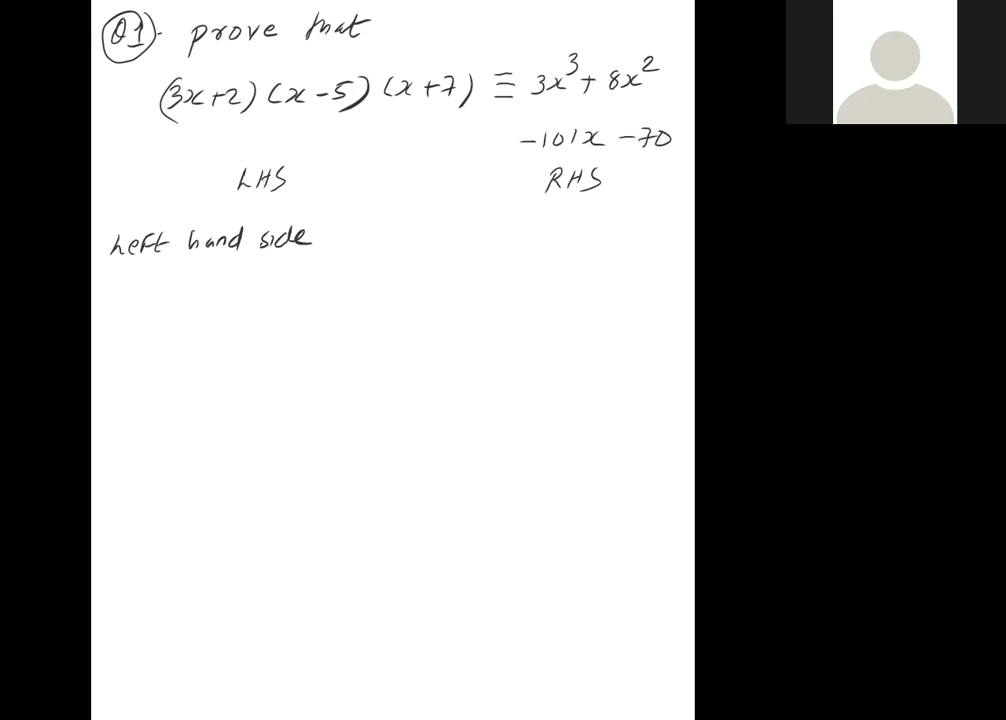 Q1. prove that
(3x+2) (x-5) (x+7) ≡ 3x³ + 8x²
-101x -70
LHS RHS
Left hand side